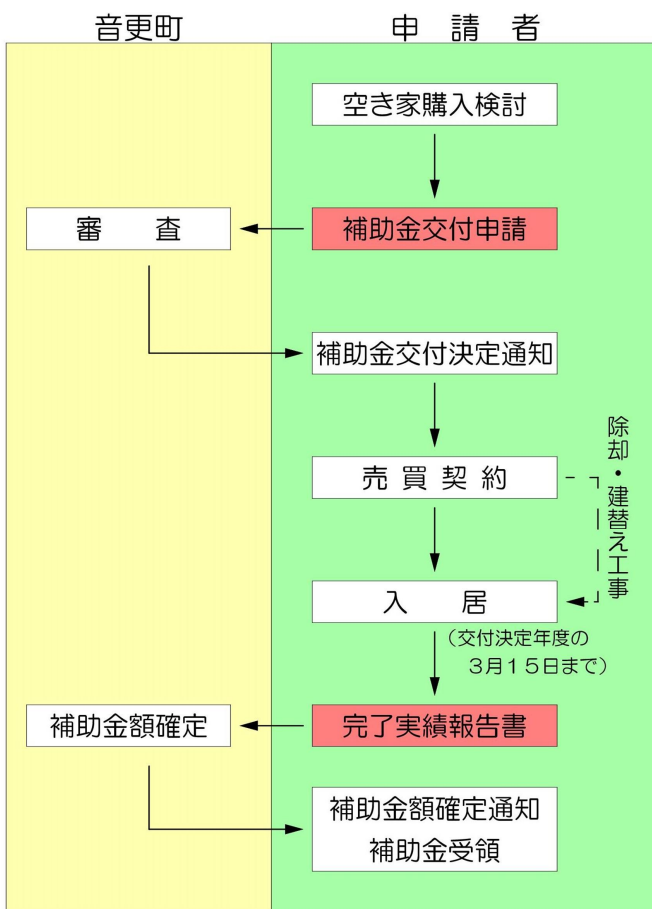 音更町
申請者
空き家購入検討
審査
補助金交付申請
補助金交付決定通知
売買契約
除却・建替え工事
入居
(交付決定年度の
3月15日まで)
補助金額確定
完了実績報告書
補助金額確定通知
補助金受領